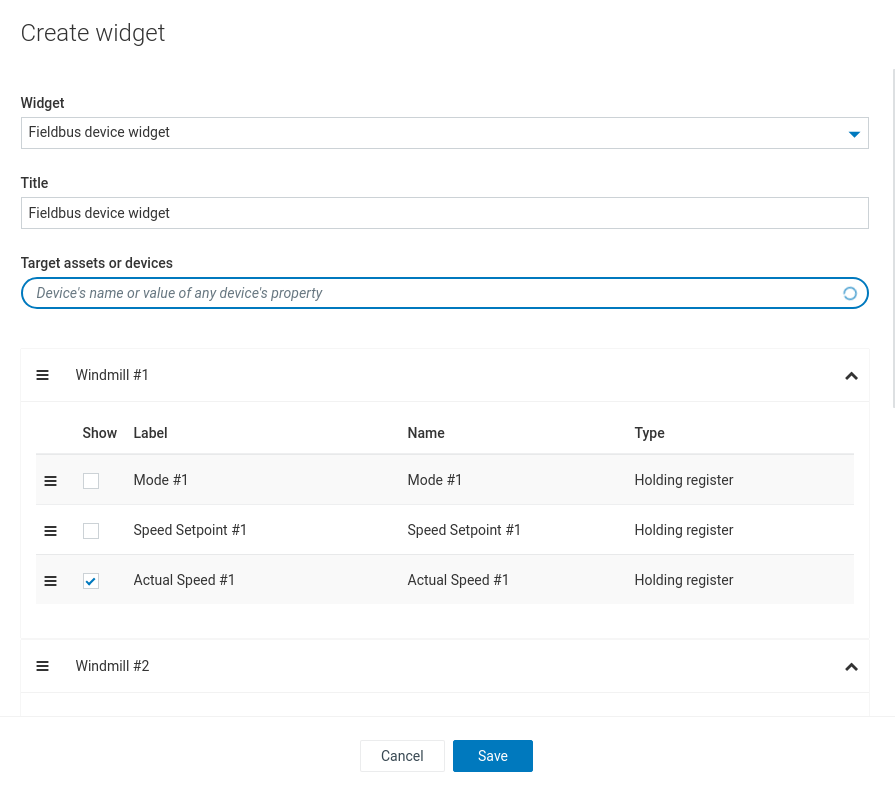 Create widget
Widget
Fieldbus device widget
Title
Fieldbus device widget
Target assets or devices
Device's name or value of any device's property
Windmill #1
Show Label Name Type
Mode #1 Mode #1 Holding register
Speed Setpoint #1 Speed Setpoint #1 Holding register
Actual Speed #1 Actual Speed #1 Holding register
Windmill #2
Cancel Save